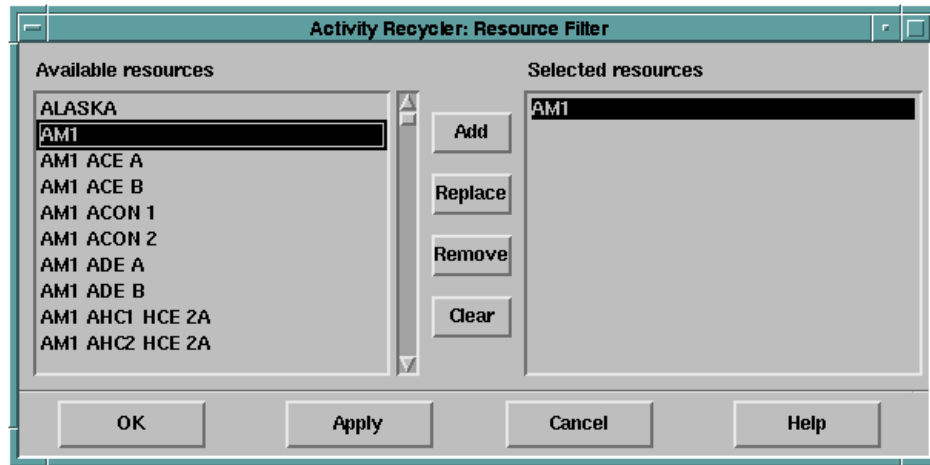 Activity Recycler: Resource Filter
Available resources
Selected resources
ALASKA
AM1
AM1 ACE A
AM1 ACE B
AM1 ACON 1
AM1 ACON 2
AM1 ADE A
AM1 ADE B
AM1 AHC1 HCE 2A
AM1 AHC2 HCE 2A
Add
Replace
Remove
Clear
AM1
OK
Apply
Cancel
Help